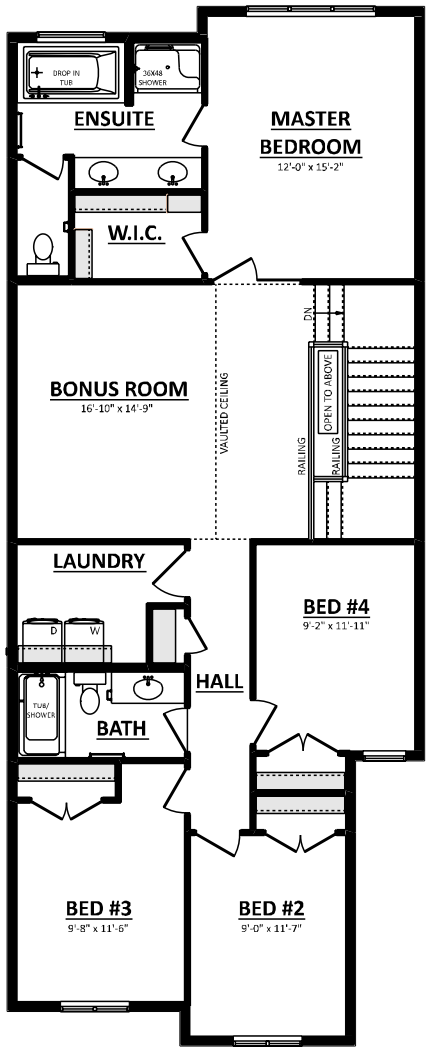 DROP IN
TUB
36X48
SHOWER
ENSUITE
MASTER
BEDROOM
12'-0" x 15'-2"
W.I.C.
DN
BONUS ROOM
16'-10" x 14'-9"
VAULTED CEILING
OPEN TO ABOVE
RAILING
RAILING
LAUNDRY
D
W
BED #4
9'-2" x 11'-11"
HALL
TUB/
SHOWER
BATH
BED #3
9'-8" x 11'-6"
BED #2
9'-0" x 11'-7"